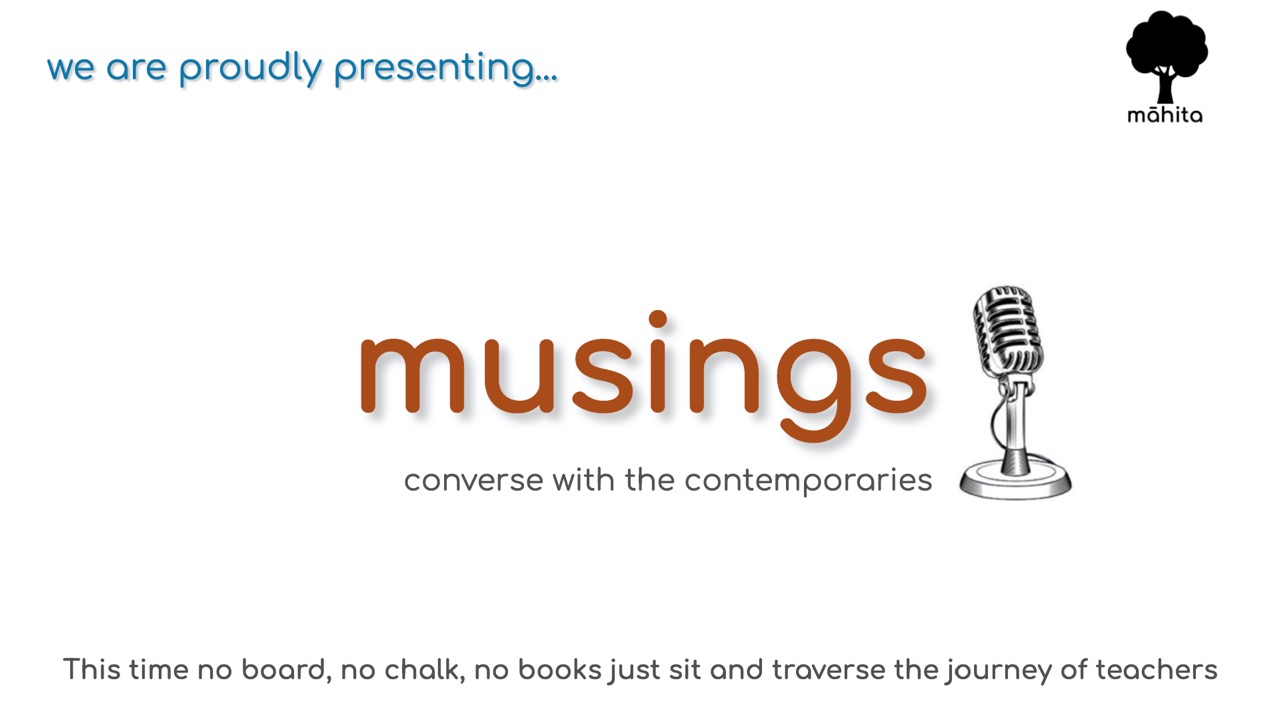 we are proudly presenting...
māhita
musings
converse with the contemporaries
This time no board, no chalk, no books just sit and traverse the journey of teachers